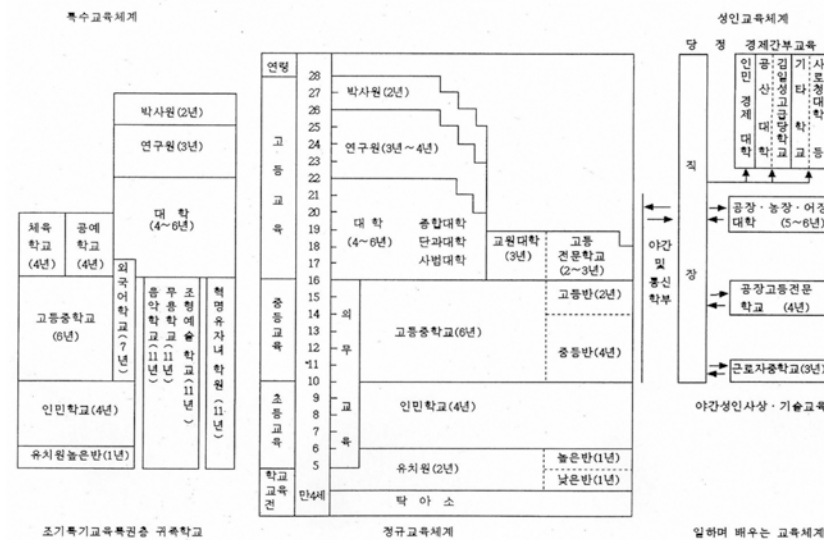 특수교육체계
박사원(2년)
연구원(3년)
대 학
(4~6년)
체육
학교
(4년)
공예
학교
(4년)
외국어학교(7년)
음악학교(11년)
무용학교(11년)
조형예술 학교(11년)
혁명유자녀 학원(11년)
고등중학교
(6년)
인민학교(4년)
유치원높은반(1년)
조기특기교육특권층 귀족학교
연령
28
27
26
25
24
23
22
21
20
19
18
17
16
15
14
13
12
11
10
9
8
7
6
5
만4세
고등교육
중등교육
초등교육
학교
교육
전
의무교육
박사원(2년)
연구원(3년~4년)
대 학
(4~6년)
종합대학
단과대학
사범대학
교원대학
(3년)
고등
전문학교
(2~3년)
고등중학교(6년)
고등반(2년)
중등반(4년)
인민학교(4년)
유치원(2년)
높은반(1년)
낮은반(1년)
탁 아 소
정규교육체계
야간
및
통신
학부
성인교육체계
당 정 경제간부교육
인민 경제 대학
공산 대학
김일성고급당학교
기타 학교
사로청대학 등
직장
공장·농장·어장
대학 (5~6년)
공장고등전문
학교 (4년)
근로자중학교(3년)
야간성인사상·기술교육
일하며 배우는 교육체계